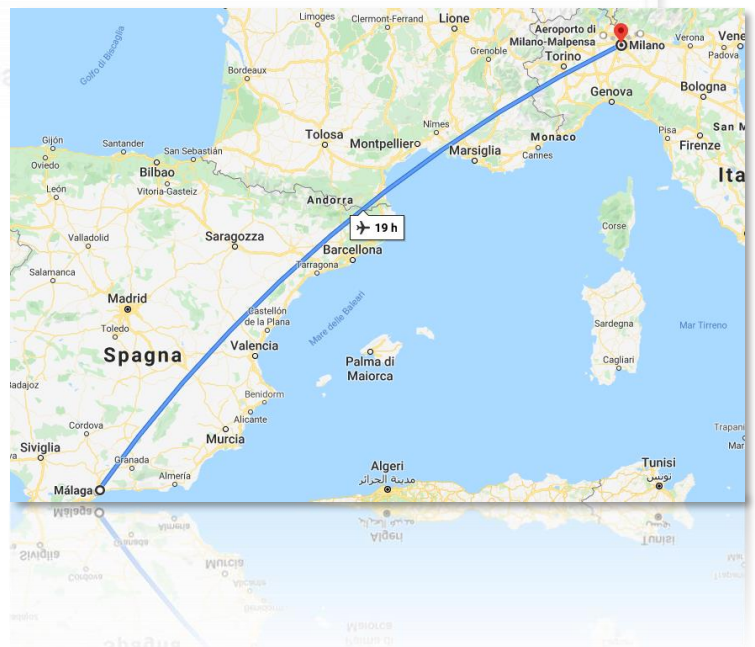 Limoges
Clermont-Ferrand
Lione
Aeroporto di
Milano-Malpensa
Milano
Verona
Vene
Padova
Golfo di Biscaglia
Grenoble
Torino
Bordeaux
Genova
Bologna
Nimes
Tolosa
Montpellier
Marsiglia
Monaco
Cannes
Pisa
San M
Firenze
Gijón
Santander
San Sebastián
Oviedo
Bilbao
León
Vitoria-Gasteiz
Andorra
Ita
19 h
Corse
Valladolid
Saragozza
Barcellona
Tarragona
Salamanca
Madrid
Castellón
de la Plana
Mare delle Baleari
Toledo
Sardegna
Mar Tirreno
Spagna
Valencia
Palma di
Maiorca
Cagliari
Badajoz
Benidorm
Alicante
Cordova
Murcia
Trapani
Mar
Siviglia
Granada
Almería
Málaga
Algeri
مدينة الجزائر
Tunisi
تونس